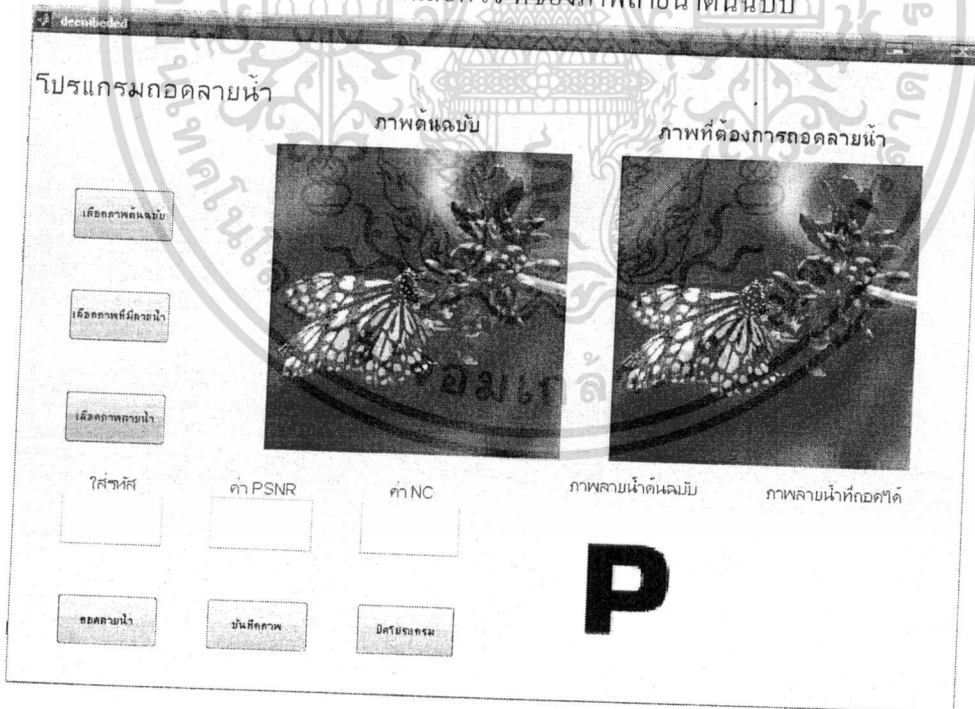 deembeded
โปรแกรมถอดลายน้ำ
ภาพต้นฉบับ
ภาพที่ต้องการถอดลายน้ำ
เลือกภาพต้นฉบับ
เลือกภาพที่มีลายน้ำ
เลือกภาพลายน้ำ
ใส่รหัส
ค่า PSNR
ค่า NC
ภาพลายน้ำต้นฉบับ
ภาพลายน้ำที่ถอดได้
P
ถอดลายน้ำ
บันทึกภาพ
ปิดโปรแกรม